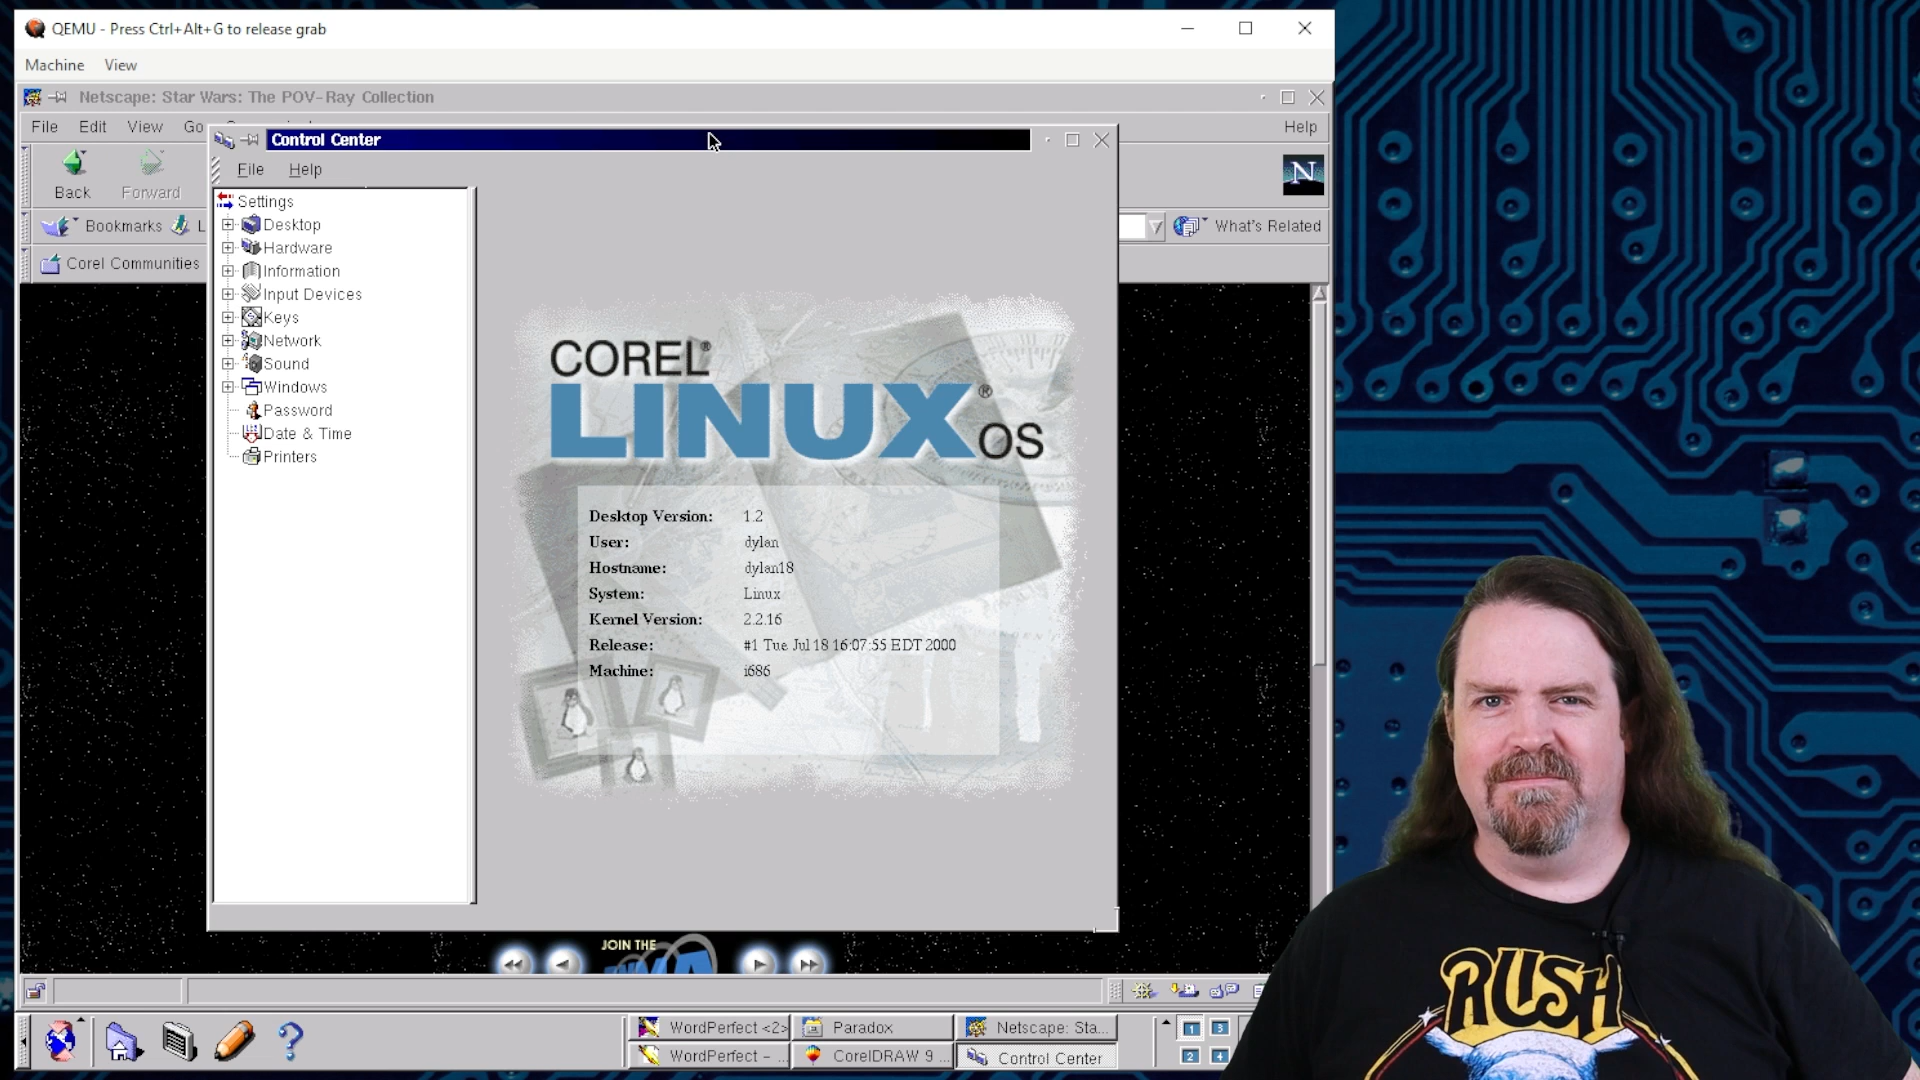 QEMU - Press Ctrl+Alt+G to release grab
Machine View
Netscape: Star Wars: The POV-Ray Collection
File Edit View Go Help
Control Center
File Help
Back Forward
N
Bookmarks L What's Related
Corel Communities
Settings
Desktop
Hardware
Information
Input Devices
Keys
Network
Sound
Windows
Password
Date & Time
Printers
COREL®
LINUX® OS
Desktop Version: 1.2
User: dylan
Hostname: dylan18
System: Linux
Kernel Version: 2.2.16
Release: #1 Tue Jul 18 16:07:55 EDT 2000
Machine: i686
JOIN THE
RUSH
WordPerfect <2> Paradox Netscape: Sta... 1 3
WordPerfect - ... CorelDRAW 9 ... Control Center 2 4